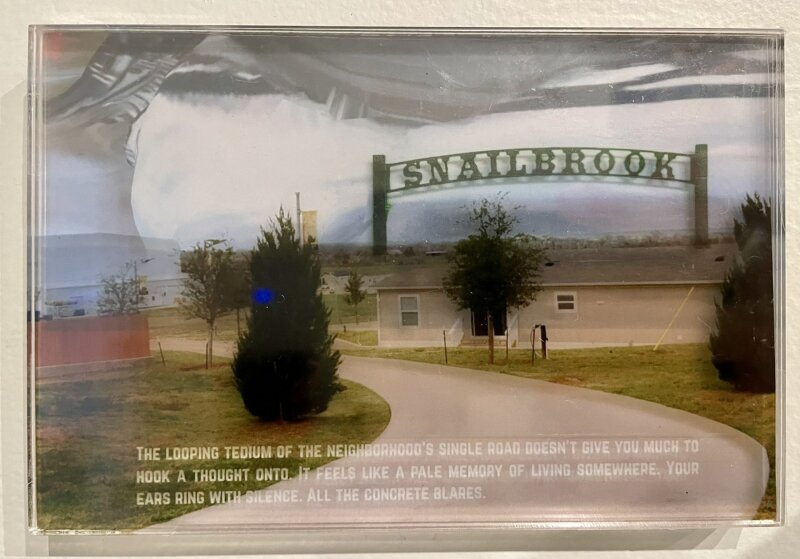 SNAILBROOK
THE LOOPING TEDIUM OF THE NEIGHBORHOOD'S SINGLE ROAD DOESN'T GIVE YOU MUCH TO
HOOK A THOUGHT ONTO. IT FEELS LIKE A PALE MEMORY OF LIVING SOMEWHERE. YOUR
EARS RING WITH SILENCE. ALL THE CONCRETE BLARES.